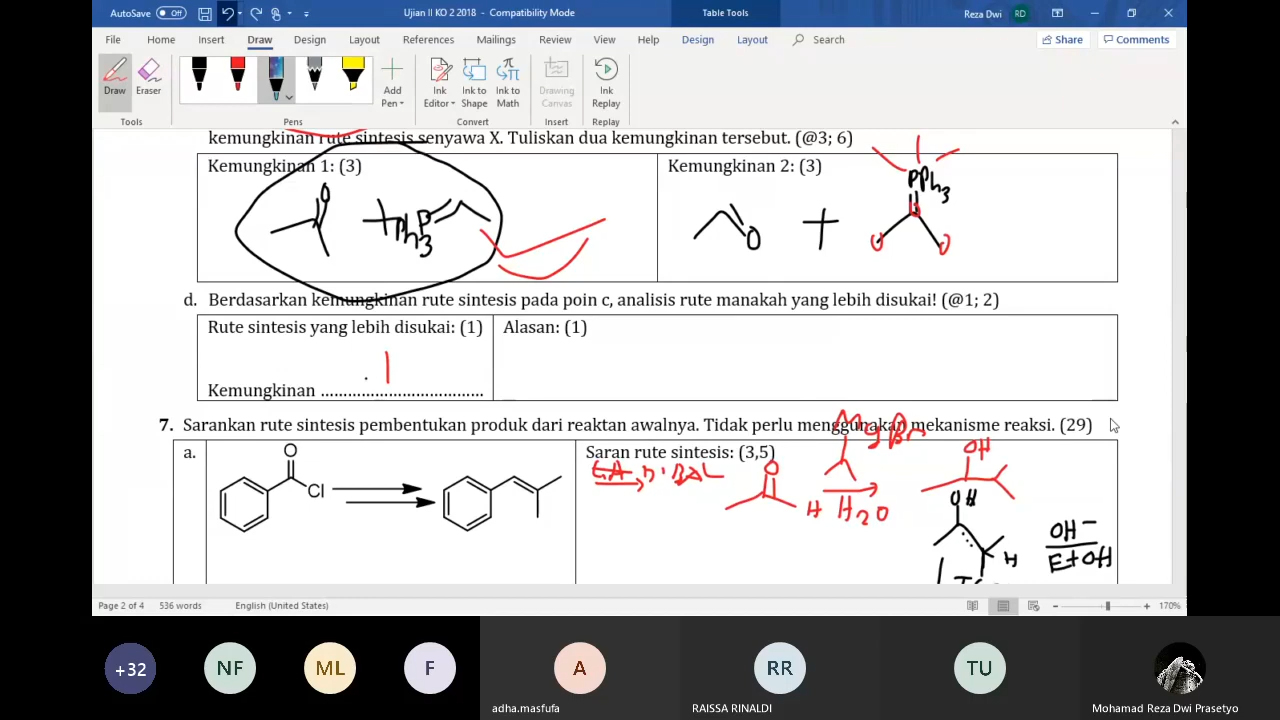 AutoSave Off Ujian II KO 2 2018 - Compatibility Mode Table Tools Reza Dwi RD
File Home Insert Draw Design Layout References Mailings Review View Help Design Layout Search Share Comments
Draw Eraser Add Pen Ink Editor Ink to Shape Ink to Math Drawing Canvas Ink Replay
Tools Pens Convert Insert Replay
kemungkinan rute sintesis senyawa X. Tuliskan dua kemungkinan tersebut. (@3; 6)
Kemungkinan 1: (3)
O
+ Ph3P
Kemungkinan 2: (3)
PPh3
O +
d. Berdasarkan kemungkinan rute sintesis pada poin c, analisis rute manakah yang lebih disukai! (@1; 2)
Rute sintesis yang lebih disukai: (1)
1
Kemungkinan ....................................
Alasan: (1)
7. Sarankan rute sintesis pembentukan produk dari reaktan awalnya. Tidak perlu menggunakan mekanisme reaksi. (29)
a.
O
Cl
Saran rute sintesis: (3,5)
MgBr
O
H H2O
OH
OH
H
OH-
EtOH
Page 2 of 4 536 words English (United States) 170%
+32 NF ML F A RR TU
adha.masfufa RAISSA RINALDI Mohamad Reza Dwi Prasetyo